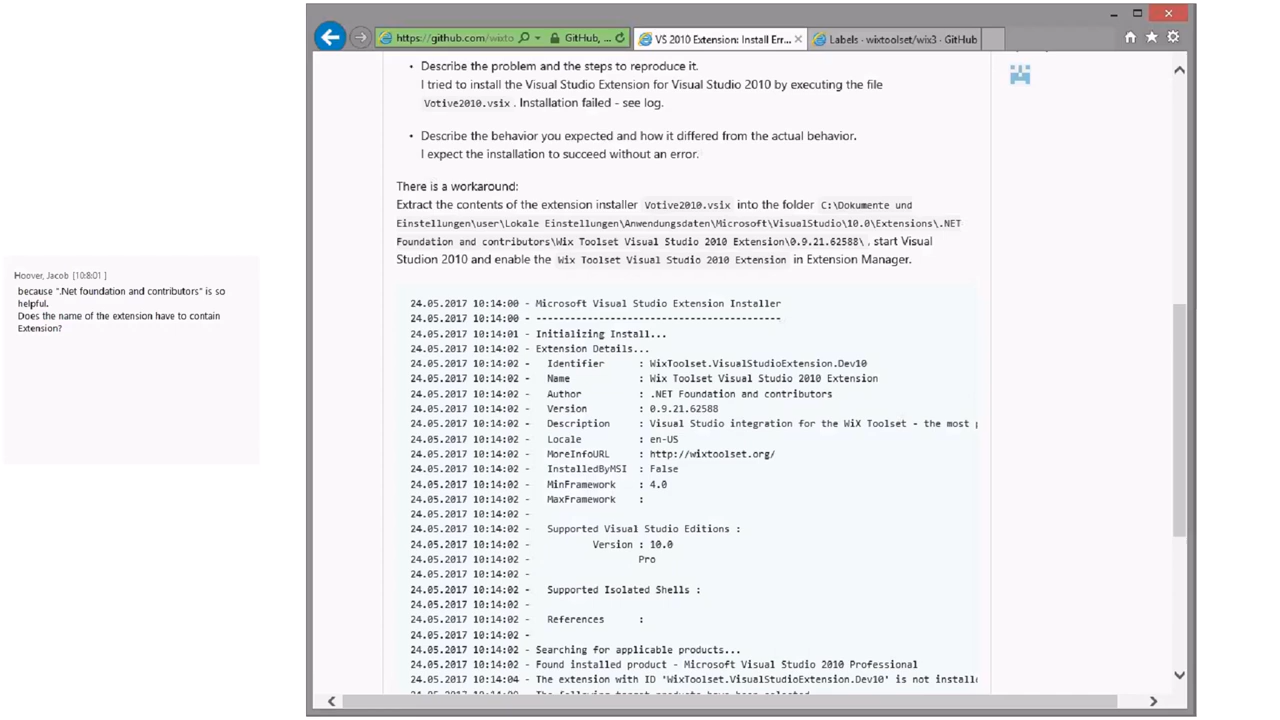 https://github.com/wixto
GitHub, ...
VS 2010 Extension: Install Err...
Labels · wixtoolset/wix3 · GitHub
• Describe the problem and the steps to reproduce it.
I tried to install the Visual Studio Extension for Visual Studio 2010 by executing the file
Votive2010.vsix . Installation failed - see log.
• Describe the behavior you expected and how it differed from the actual behavior.
I expect the installation to succeed without an error.
There is a workaround:
Extract the contents of the extension installer Votive2010.vsix into the folder C:\Dokumente und
Einstellungen\user\Lokale Einstellungen\Anwendungsdaten\Microsoft\VisualStudio\10.0\Extensions\.NET
Foundation and contributors\Wix Toolset Visual Studio 2010 Extension\0.9.21.62588\ , start Visual
Studion 2010 and enable the Wix Toolset Visual Studio 2010 Extension in Extension Manager.
Hoover, Jacob [10:8:01 ]
because ".Net foundation and contributors" is so
helpful.
Does the name of the extension have to contain
Extension?
24.05.2017 10:14:00 - Microsoft Visual Studio Extension Installer
24.05.2017 10:14:00 - -------------------------------------------
24.05.2017 10:14:01 - Initializing Install...
24.05.2017 10:14:02 - Extension Details...
24.05.2017 10:14:02 - Identifier : WixToolset.VisualStudioExtension.Dev10
24.05.2017 10:14:02 - Name : Wix Toolset Visual Studio 2010 Extension
24.05.2017 10:14:02 - Author : .NET Foundation and contributors
24.05.2017 10:14:02 - Version : 0.9.21.62588
24.05.2017 10:14:02 - Description : Visual Studio integration for the WiX Toolset - the most
24.05.2017 10:14:02 - Locale : en-US
24.05.2017 10:14:02 - MoreInfoURL : http://wixtoolset.org/
24.05.2017 10:14:02 - InstalledByMSI : False
24.05.2017 10:14:02 - MinFramework : 4.0
24.05.2017 10:14:02 - MaxFramework :
24.05.2017 10:14:02 -
24.05.2017 10:14:02 - Supported Visual Studio Editions :
24.05.2017 10:14:02 - Version : 10.0
24.05.2017 10:14:02 - Pro
24.05.2017 10:14:02 -
24.05.2017 10:14:02 - Supported Isolated Shells :
24.05.2017 10:14:02 -
24.05.2017 10:14:02 - References :
24.05.2017 10:14:02 -
24.05.2017 10:14:02 - Searching for applicable products...
24.05.2017 10:14:02 - Found installed product - Microsoft Visual Studio 2010 Professional
24.05.2017 10:14:04 - The extension with ID 'WixToolset.VisualStudioExtension.Dev10' is not install
The following target products have been selected